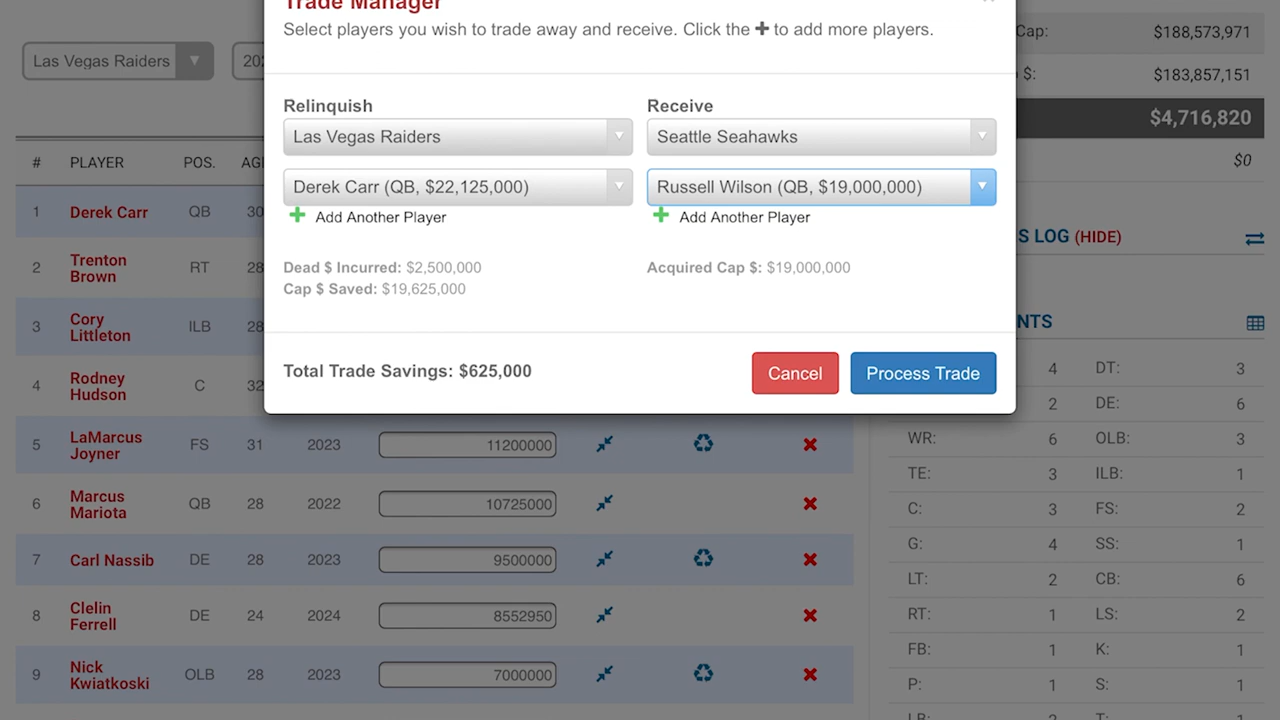 Trade Manager
Select players you wish to trade away and receive. Click the + to add more players.
Cap: $188,573,971
Las Vegas Raiders
202
$: $183,857,151
Relinquish
Receive
Las Vegas Raiders
Seattle Seahawks
$4,716,820
# PLAYER POS. AGE
$0
Derek Carr (QB, $22,125,000)
Russell Wilson (QB, $19,000,000)
Add Another Player
Add Another Player
1 Derek Carr QB 30
S LOG (HIDE)
2 Trenton Brown RT 28
Dead $ Incurred: $2,500,000
Acquired Cap $: $19,000,000
Cap $ Saved: $19,625,000
3 Cory Littleton ILB 28
NTS
Total Trade Savings: $625,000
Cancel
Process Trade
4 Rodney Hudson C 32
4 DT: 3
2 DE: 6
5 LaMarcus Joyner FS 31 2023 11200000
WR: 6 OLB: 3
TE: 3 ILB: 1
6 Marcus Mariota QB 28 2022 10725000
C: 3 FS: 2
G: 4 SS: 1
7 Carl Nassib DE 28 2023 9500000
LT: 2 CB: 6
8 Clelin Ferrell DE 24 2024 8552950
RT: 1 LS: 2
FB: 1 K: 1
9 Nick Kwiatkoski OLB 28 2023 7000000
P: 1 S: 1
LB: 2 T: 1